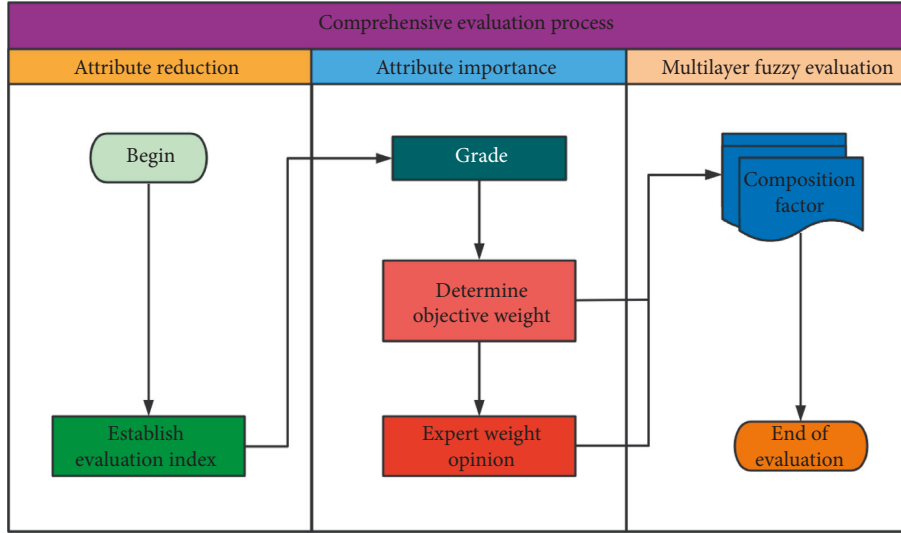 Comprehensive evaluation process
Attribute reduction
Attribute importance
Multilayer fuzzy evaluation
Begin
Establish
evaluation index
Grade
Determine
objective weight
Expert weight
opinion
Composition
factor
End of
evaluation